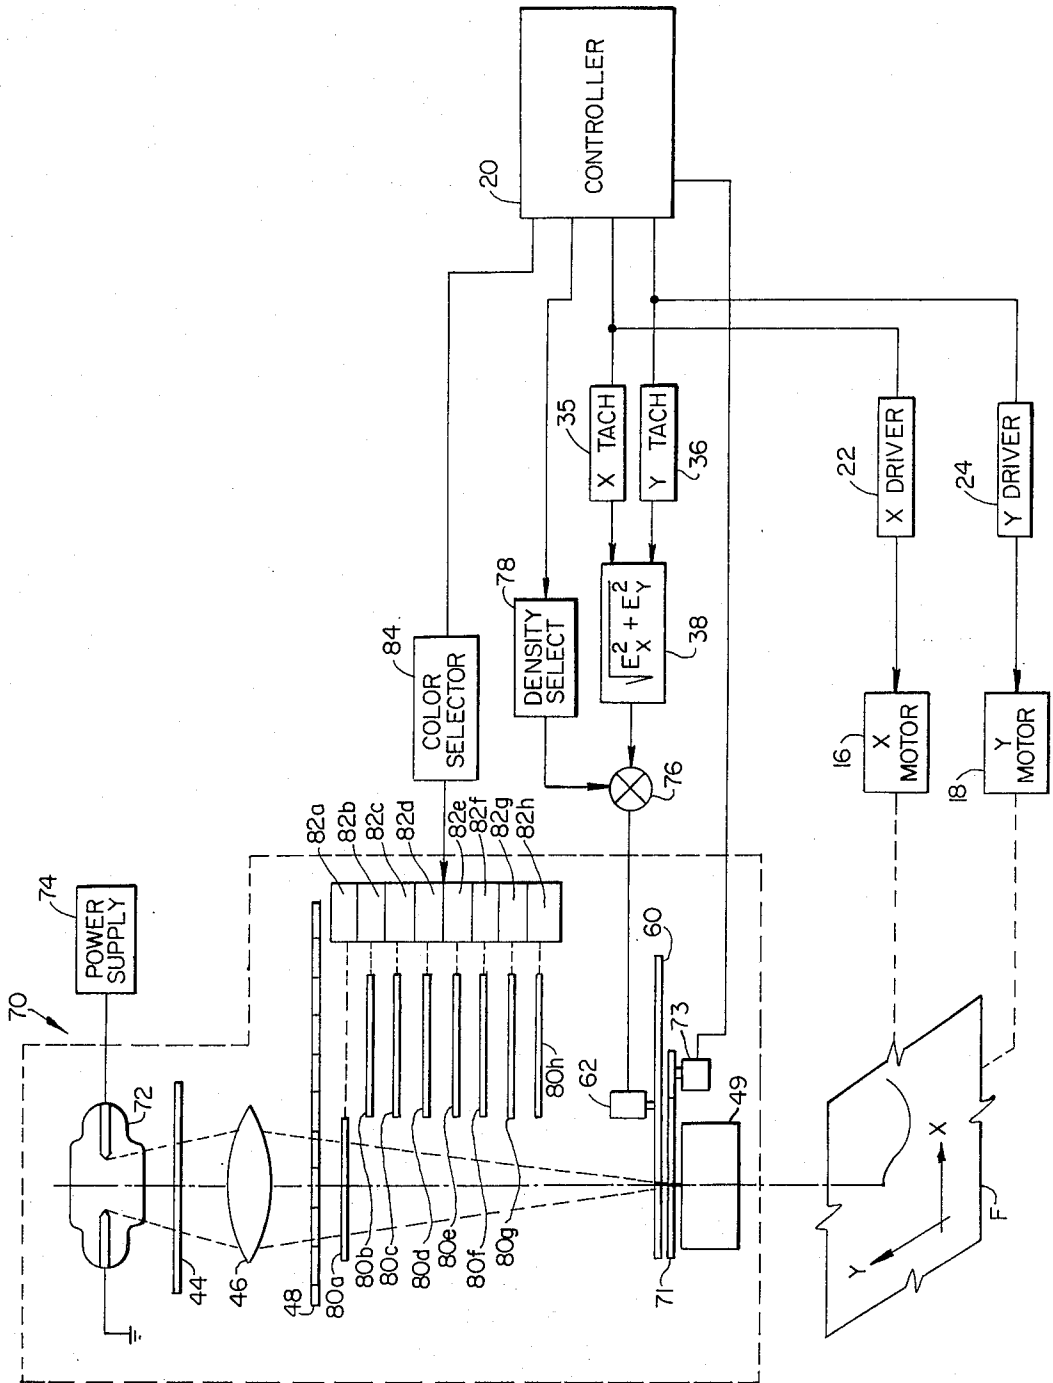 70
74
POWER
SUPPLY
72
44
46
48
80a
80b
80c
80d
80e
80f
80g
80h
82a
82b
82c
82d
82e
82f
82g
82h
84
COLOR
SELECTOR
78
DENSITY
SELECT
20
CONTROLLER
35
X TACH
Y TACH
36
√E²X + E²Y
38
76
62
60
73
71
49
22
X DRIVER
24
Y DRIVER
16
X
MOTOR
18
Y
MOTOR
Y
X
F